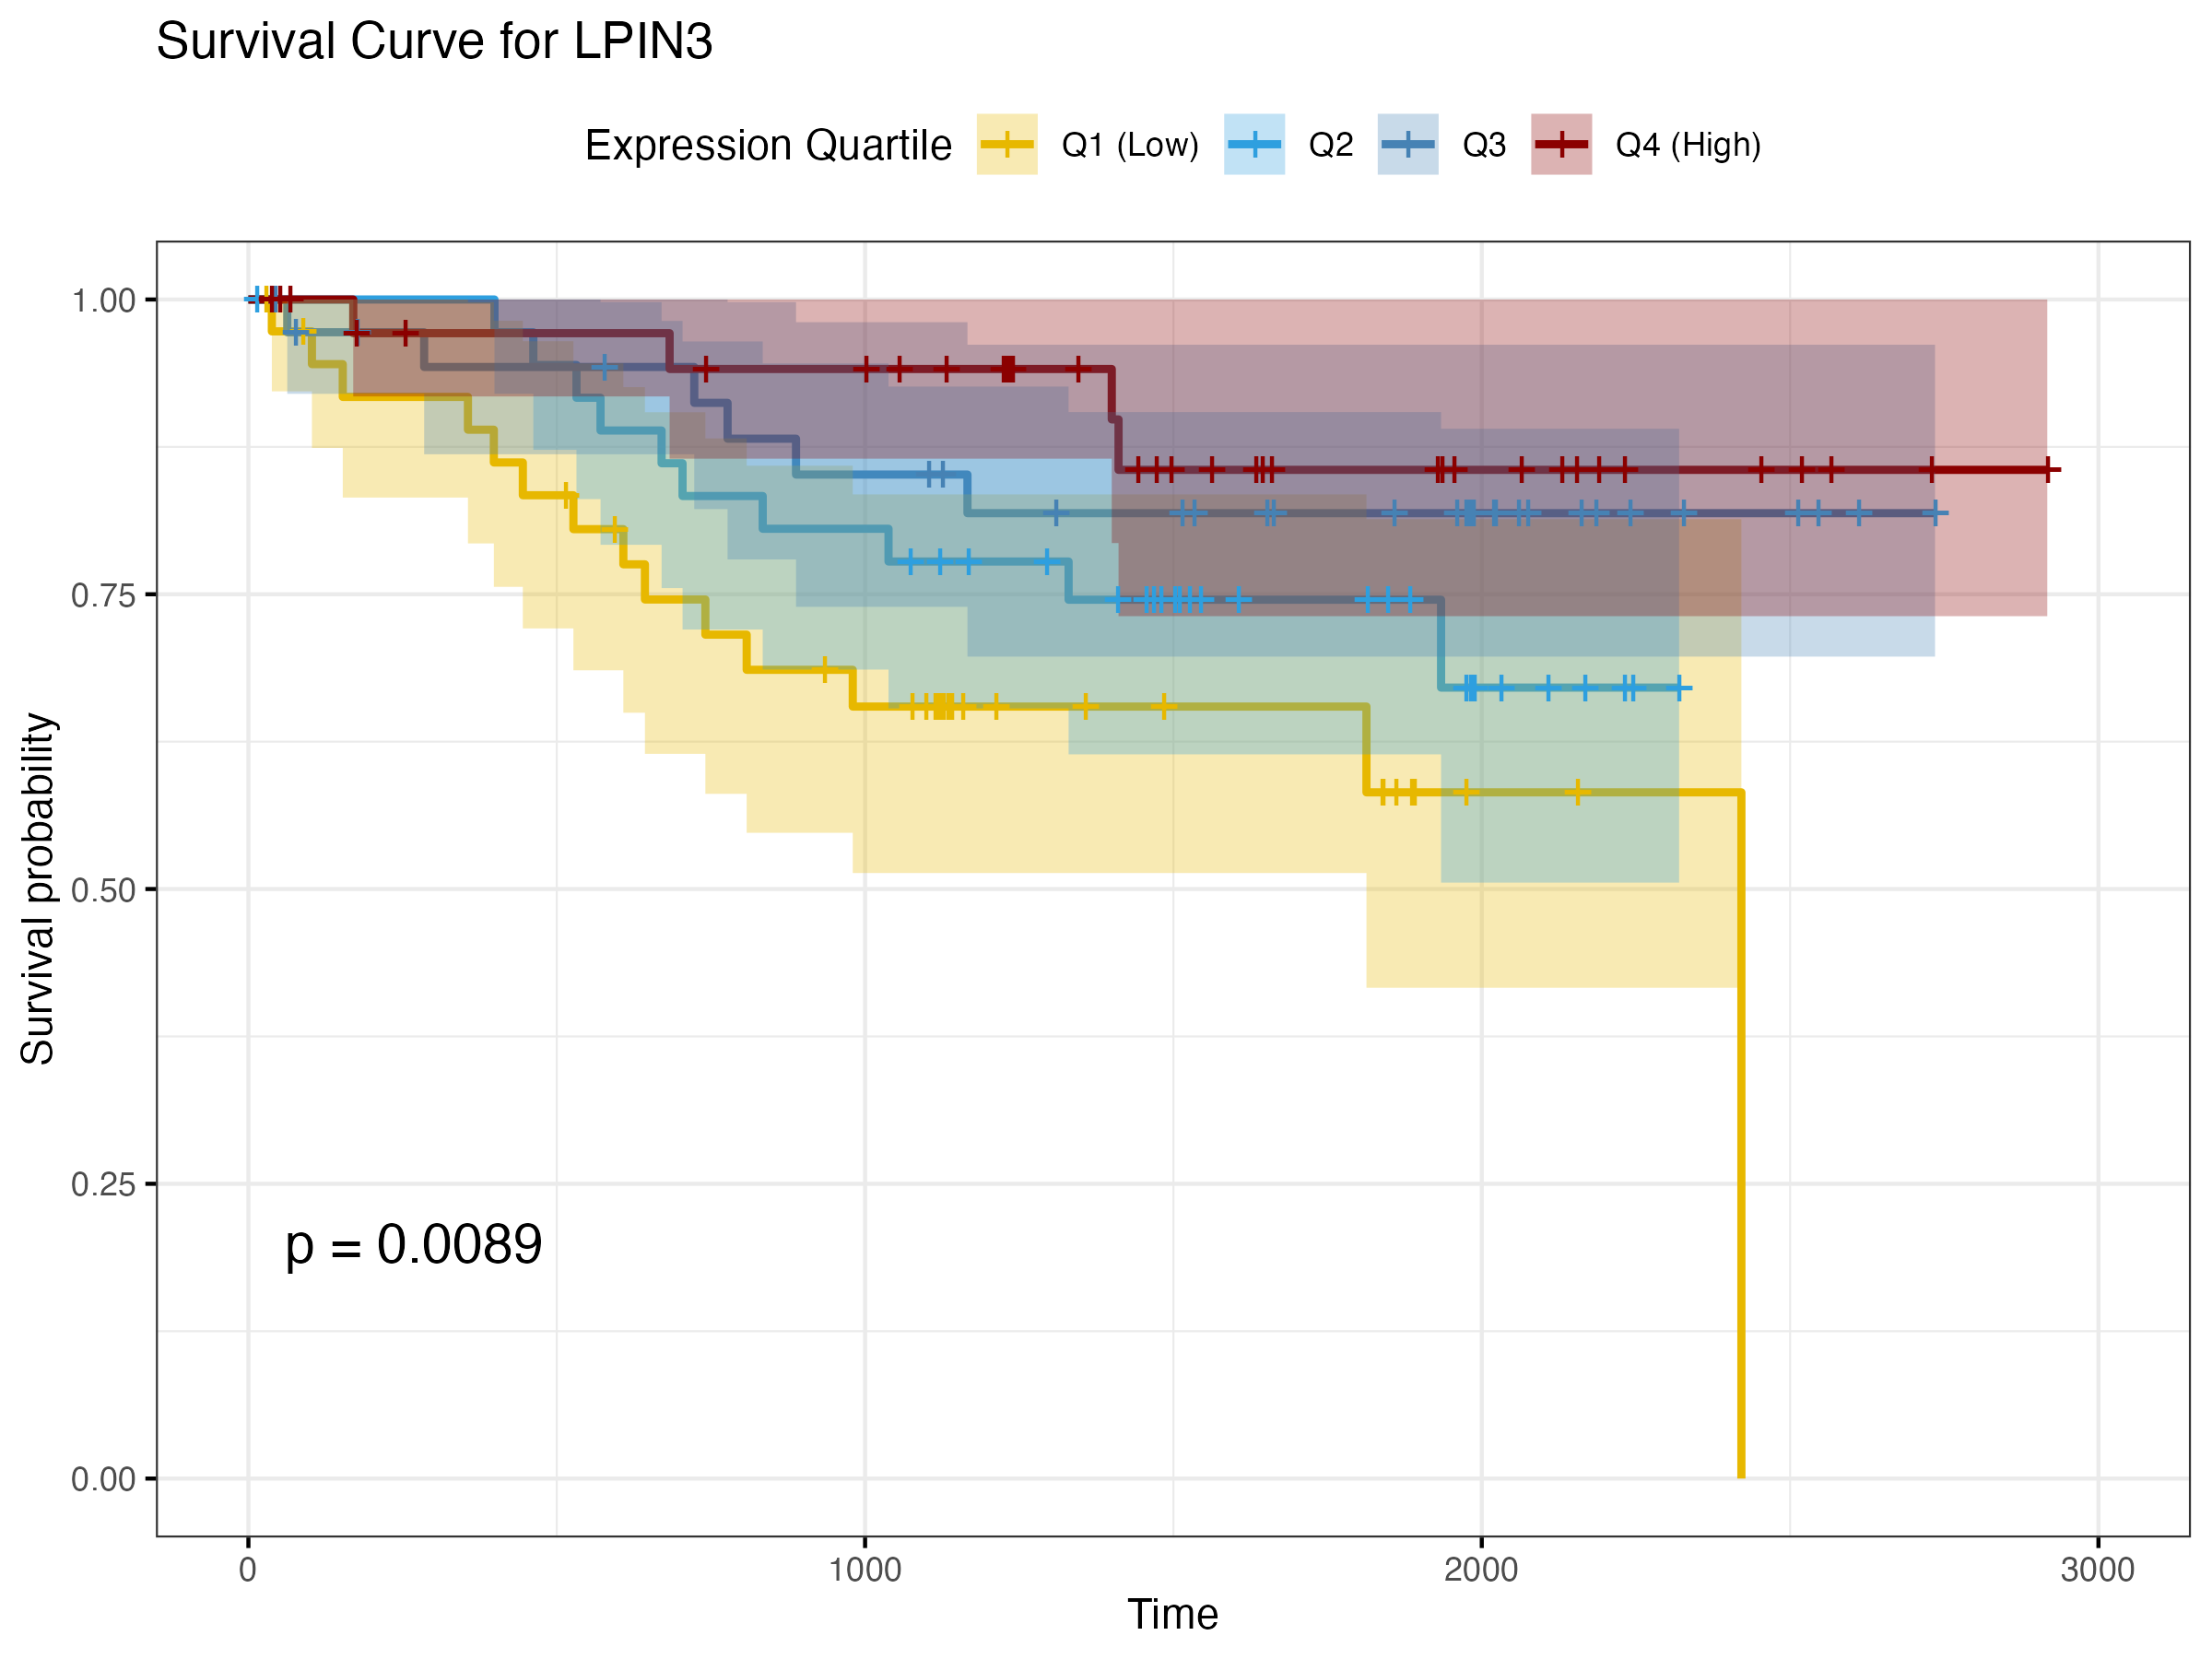 Survival Curve for LPIN3
Expression Quartile Q1 (Low) Q2 Q3 Q4 (High)
1.00
0.75
0.50
0.25
0.00
Survival probability
p = 0.0089
0 1000 2000 3000
Time